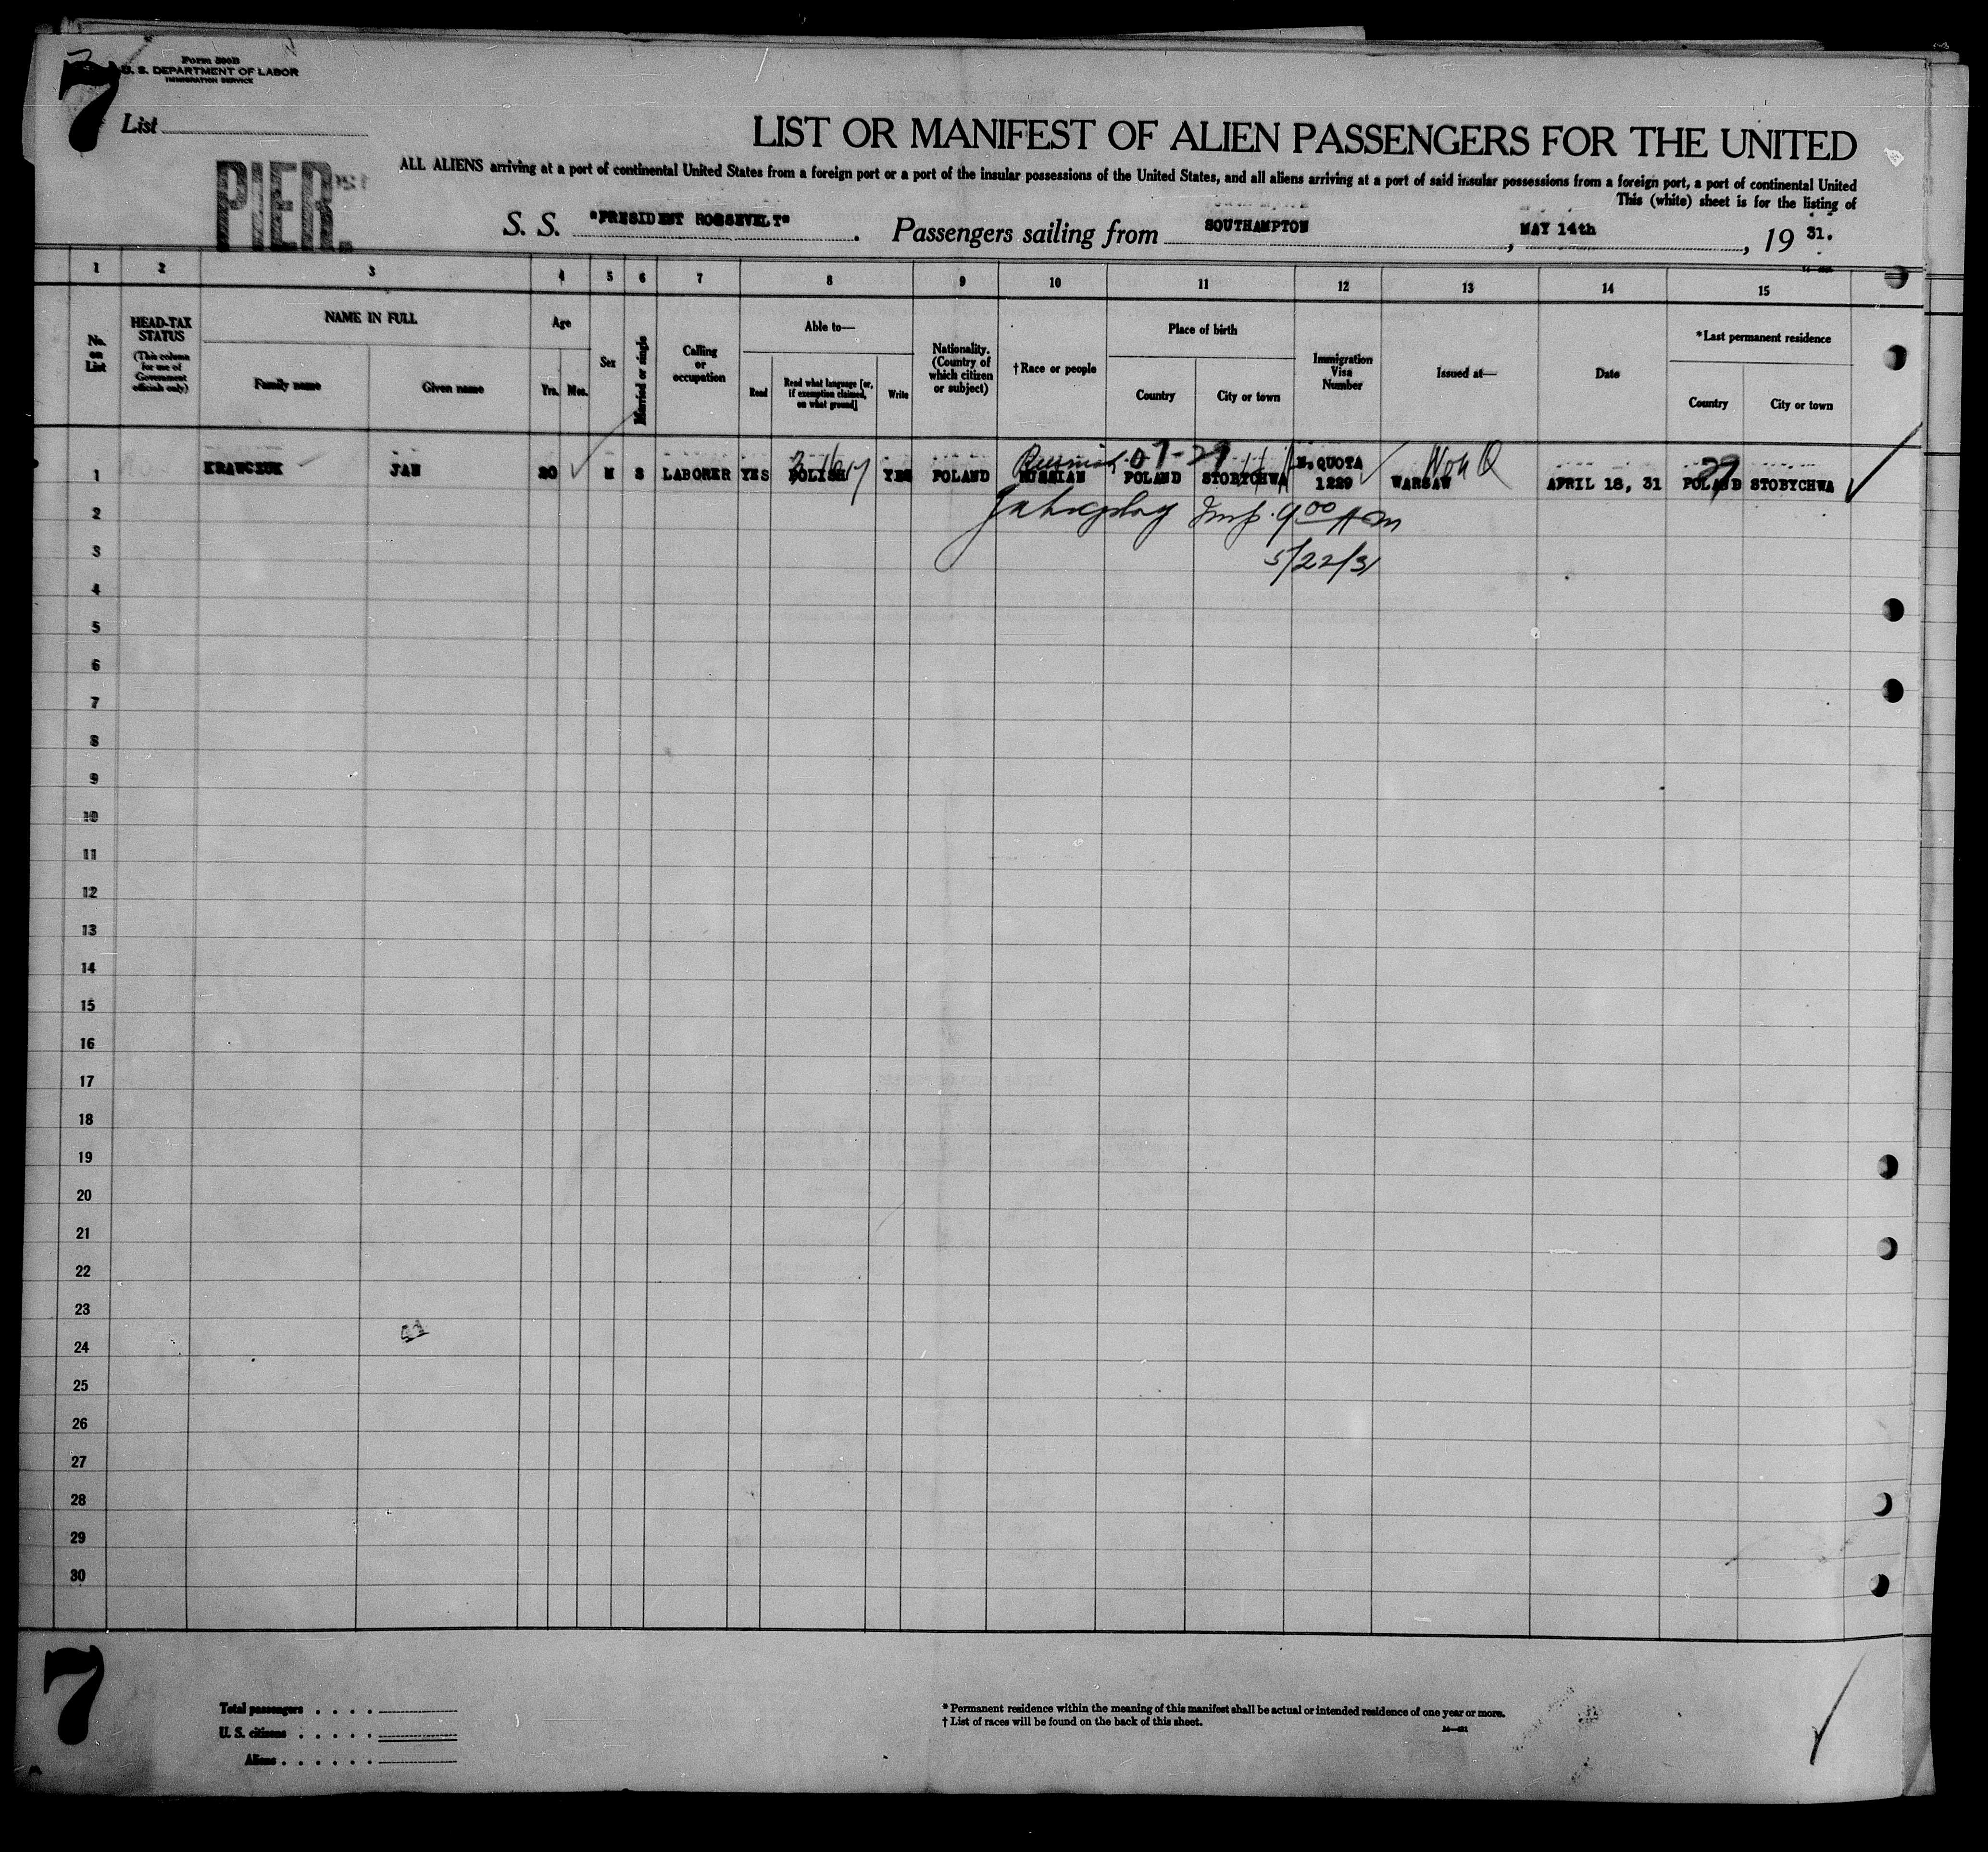 7
Form 500B
U. S. DEPARTMENT OF LABOR
IMMIGRATION SERVICE
List
PIER.
LIST OR MANIFEST OF ALIEN PASSENGERS FOR THE UNITED
ALL ALIENS arriving at a port of continental United States from a foreign port or a port of the insular possessions of the United States, and all aliens arriving at a port of said insular possessions from a foreign port, a port of continental United
This (white) sheet is for the listing of
S. S. "PRESIDENT ROOSEVELT". Passengers sailing from SOUTHAMPTON, MAY 14th, 19 31.
1 2 3 4 5 6 7 8 9 10 11 12 13 14 15
No. on List
HEAD-TAX STATUS
(This column for use of Government officials only)
NAME IN FULL
Family name
Given name
Age
Yrs.
Mos.
Sex
Married or single
Calling or occupation
Able to—
Read
Read what language [or, if exemption claimed, on what ground]
Write
Nationality. (Country of which citizen or subject)
†Race or people
Place of birth
Country
City or town
Immigration Visa Number
Issued at—
Date
*Last permanent residence
Country
City or town
1 KRAWCZUK JAN 20 M S LABORER YES POLISH YES POLAND RUSSIAN POLAND STOBYCHWA N.QUOTA 1229 WARSAW APRIL 18, 31 POLAND STOBYCHWA
Non Q
29
2
9 00 AM
3
5/22/31
4
5
6
7
8
9
10
11
12
13
14
15
16
17
18
19
20
21
22
23
24
25
26
27
28
29
30
7
Total passengers
U. S. citizens
Aliens
* Permanent residence within the meaning of this manifest shall be actual or intended residence of one year or more.
† List of races will be found on the back of this sheet.